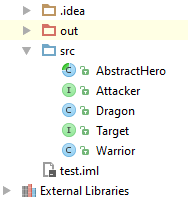 .idea
out
src
C AbstractHero
I Attacker
C Dragon
I Target
C Warrior
test.iml
External Libraries